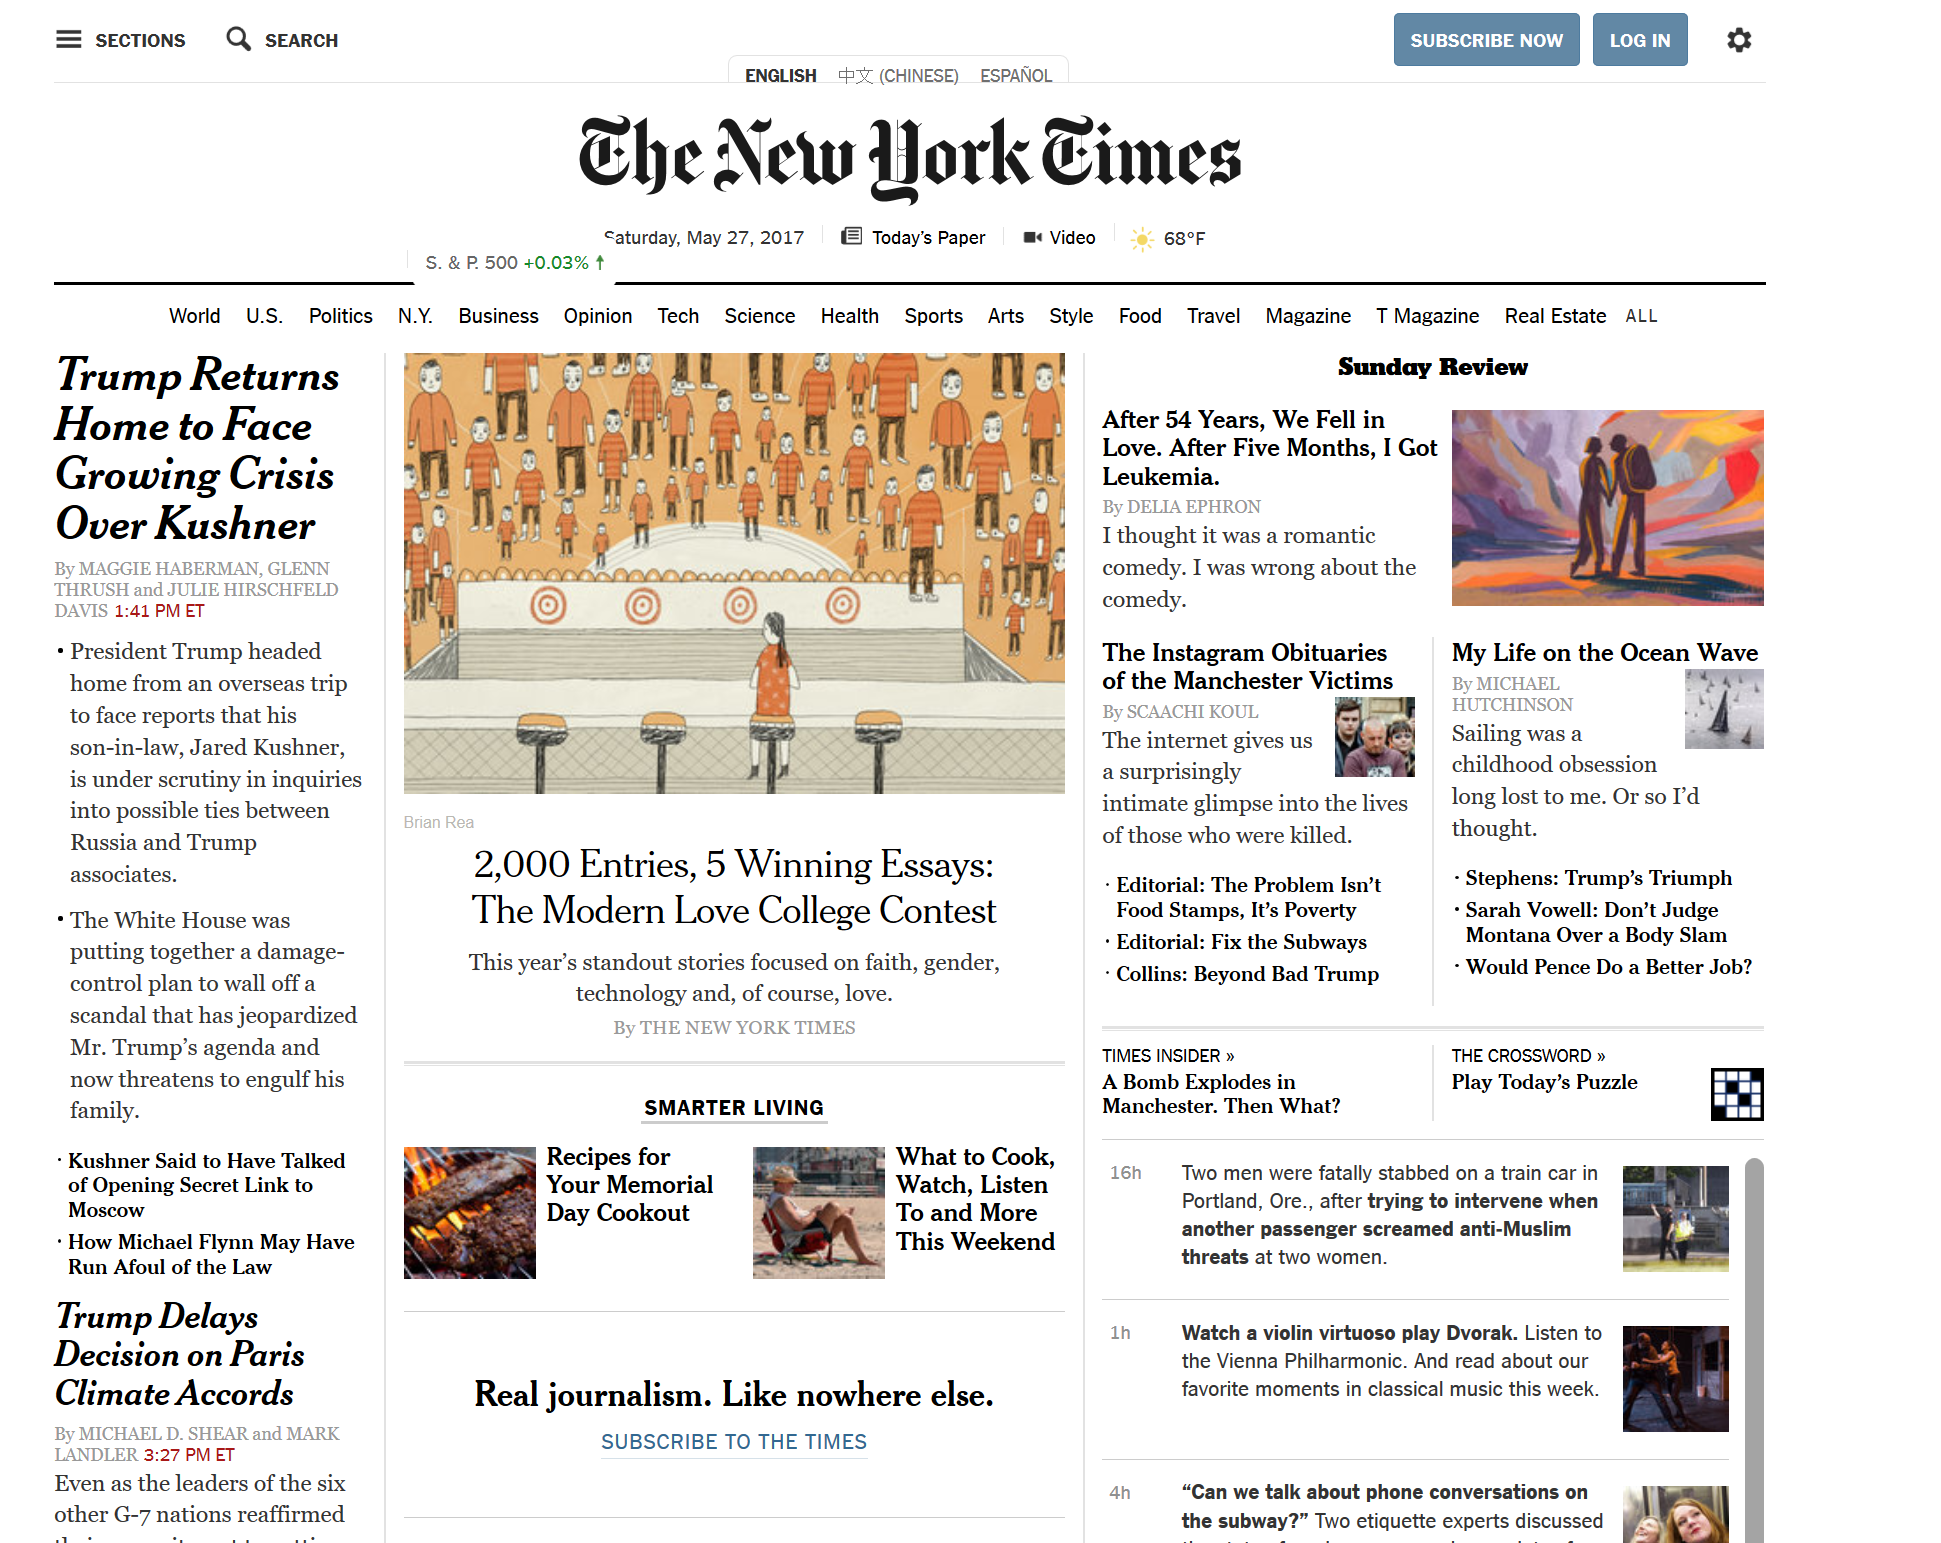 SECTIONS
SEARCH
SUBSCRIBE NOW
LOG IN
ENGLISH
中文 (CHINESE)
ESPAÑOL
The New York Times
Saturday, May 27, 2017
Today's Paper
Video
68°F
S. & P. 500 +0.03%
World U.S. Politics N.Y. Business Opinion Tech Science Health Sports Arts Style Food Travel Magazine T Magazine Real Estate ALL
Trump Returns
Home to Face
Growing Crisis
Over Kushner
By MAGGIE HABERMAN, GLENN
THRUSH and JULIE HIRSCHFELD
DAVIS 1:41 PM ET
• President Trump headed
home from an overseas trip
to face reports that his
son-in-law, Jared Kushner,
is under scrutiny in inquiries
into possible ties between
Russia and Trump
associates.
• The White House was
putting together a damage-
control plan to wall off a
scandal that has jeopardized
Mr. Trump's agenda and
now threatens to engulf his
family.
· Kushner Said to Have Talked
of Opening Secret Link to
Moscow
· How Michael Flynn May Have
Run Afoul of the Law
Trump Delays
Decision on Paris
Climate Accords
By MICHAEL D. SHEAR and MARK
LANDLER 3:27 PM ET
Even as the leaders of the six
other G-7 nations reaffirmed
Brian Rea
2,000 Entries, 5 Winning Essays:
The Modern Love College Contest
This year's standout stories focused on faith, gender,
technology and, of course, love.
By THE NEW YORK TIMES
SMARTER LIVING
Recipes for
Your Memorial
Day Cookout
What to Cook,
Watch, Listen
To and More
This Weekend
Real journalism. Like nowhere else.
SUBSCRIBE TO THE TIMES
Sunday Review
After 54 Years, We Fell in
Love. After Five Months, I Got
Leukemia.
By DELIA EPHRON
I thought it was a romantic
comedy. I was wrong about the
comedy.
The Instagram Obituaries
of the Manchester Victims
By SCAACHI KOUL
The internet gives us
a surprisingly
intimate glimpse into the lives
of those who were killed.
· Editorial: The Problem Isn't
Food Stamps, It's Poverty
· Editorial: Fix the Subways
· Collins: Beyond Bad Trump
My Life on the Ocean Wave
By MICHAEL
HUTCHINSON
Sailing was a
childhood obsession
long lost to me. Or so I'd
thought.
· Stephens: Trump's Triumph
· Sarah Vowell: Don't Judge
Montana Over a Body Slam
· Would Pence Do a Better Job?
TIMES INSIDER »
A Bomb Explodes in
Manchester. Then What?
THE CROSSWORD »
Play Today's Puzzle
16h
Two men were fatally stabbed on a train car in
Portland, Ore., after trying to intervene when
another passenger screamed anti-Muslim
threats at two women.
1h
Watch a violin virtuoso play Dvorak. Listen to
the Vienna Philharmonic. And read about our
favorite moments in classical music this week.
4h
“Can we talk about phone conversations on
the subway?” Two etiquette experts discussed